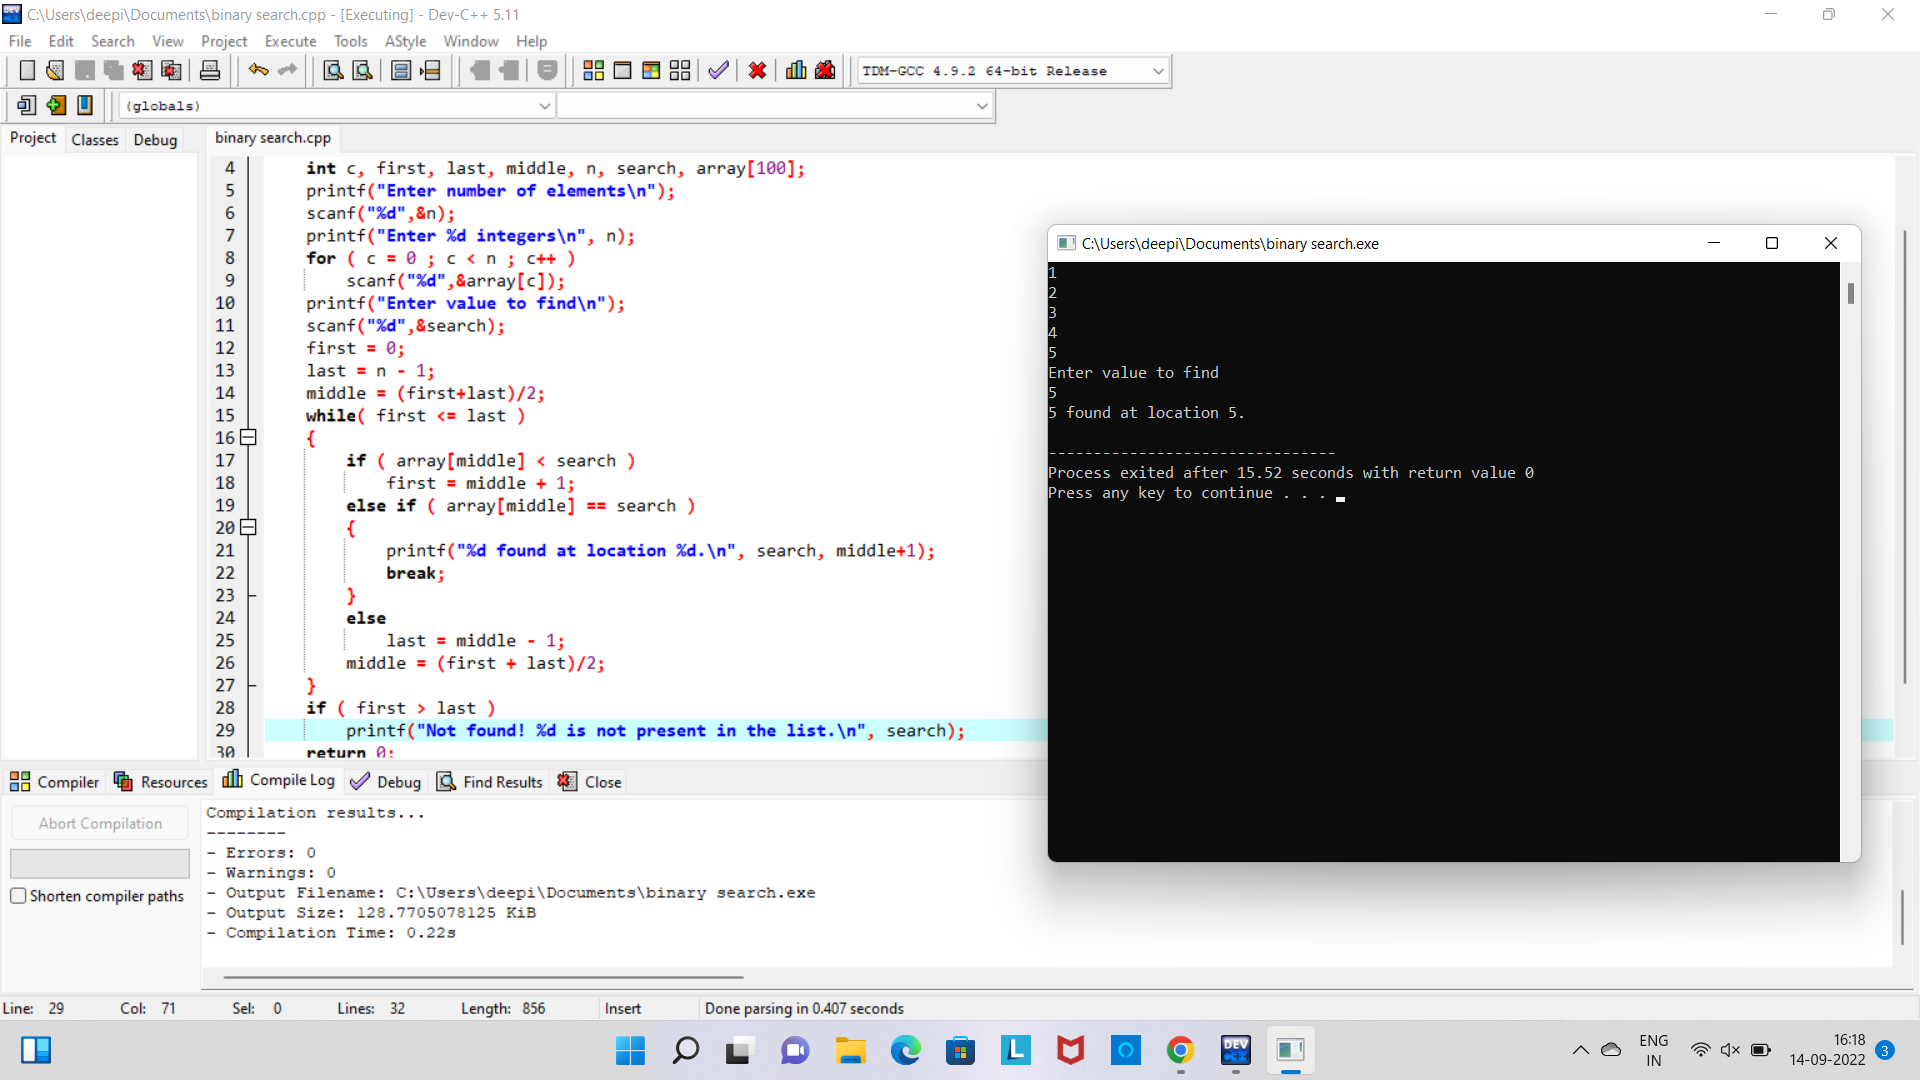 C:\Users\deepi\Documents\binary search.cpp - [Executing] - Dev-C++ 5.11
File Edit Search View Project Execute Tools AStyle Window Help
TDM-GCC 4.9.2 64-bit Release
(globals)
Project Classes Debug
binary search.cpp
4 int c, first, last, middle, n, search, array[100];
5 printf("Enter number of elements\n");
6 scanf("%d",&n);
7 printf("Enter %d integers\n", n);
8 for ( c = 0 ; c < n ; c++ )
9 scanf("%d",&array[c]);
10 printf("Enter value to find\n");
11 scanf("%d",&search);
12 first = 0;
13 last = n - 1;
14 middle = (first+last)/2;
15 while( first <= last )
16 {
17 if ( array[middle] < search )
18 first = middle + 1;
19 else if ( array[middle] == search )
20 {
21 printf("%d found at location %d.\n", search, middle+1);
22 break;
23 }
24 else
25 last = middle - 1;
26 middle = (first + last)/2;
27 }
28 if ( first > last )
29 printf("Not found! %d is not present in the list.\n", search);
30 return 0;
C:\Users\deepi\Documents\binary search.exe
1
2
3
4
5
Enter value to find
5
5 found at location 5.
--------------------------------
Process exited after 15.52 seconds with return value 0
Press any key to continue . . .
Compiler Resources Compile Log Debug Find Results Close
Abort Compilation
Shorten compiler paths
Compilation results...
--------
- Errors: 0
- Warnings: 0
- Output Filename: C:\Users\deepi\Documents\binary search.exe
- Output Size: 128.7705078125 KiB
- Compilation Time: 0.22s
Line: 29 Col: 71 Sel: 0 Lines: 32 Length: 856 Insert Done parsing in 0.407 seconds
L
DEV
C++
ENG
IN
16:18
14-09-2022
3